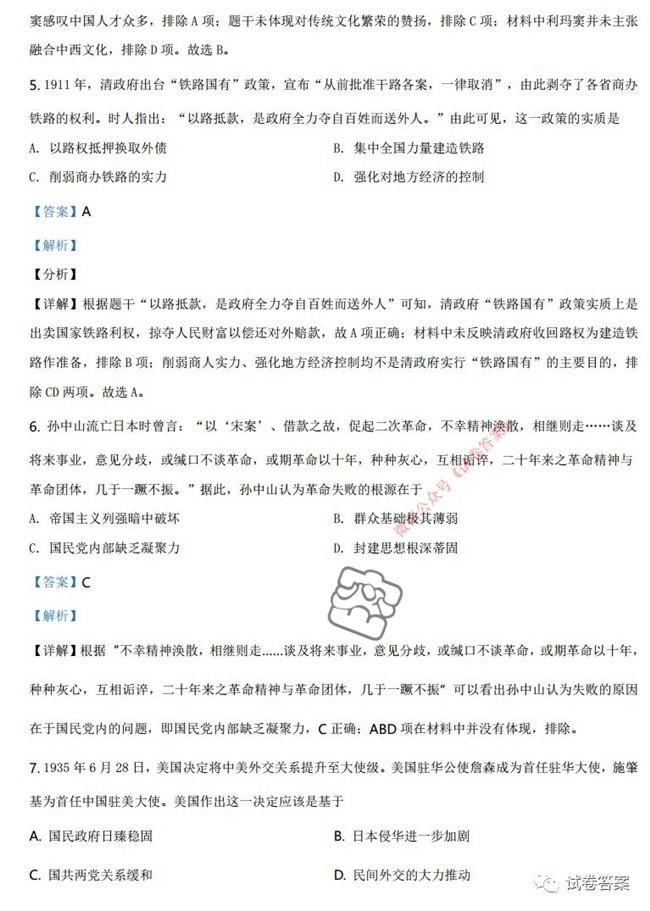 窦感叹中国人才众多，排除 A 项；题干未体现对传统文化繁荣的赞扬，排除 C 项；材料中利玛窦并未主张
融合中西文化，排除 D 项。故选 B。
5. 1911 年，清政府出台“铁路国有”政策，宣布“从前批准干路各案，一律取消”，由此剥夺了各省商办
铁路的权利。时人指出：“以路抵款，是政府全力夺自百姓而送外人。”由此可见，这一政策的实质是
A. 以路权抵押换取外债 B. 集中全国力量建造铁路
C. 削弱商办铁路的实力 D. 强化对地方经济的控制
【答案】A
【解析】
【分析】
【详解】根据题干“以路抵款，是政府全力夺自百姓而送外人”可知，清政府“铁路国有”政策实质上是
出卖国家铁路利权，掠夺人民财富以偿还对外赔款，故 A 项正确；材料中未反映清政府收回路权为建造铁
路作准备，排除 B 项；削弱商人实力、强化地方经济控制均不是清政府实行“铁路国有”的主要目的，排
除 CD 两项。故选 A。
6. 孙中山流亡日本时曾言：“以‘宋案’、借款之故，促起二次革命，不幸精神涣散，相继则走……谈及
将来事业，意见分歧，或缄口不谈革命，或期革命以十年，种种灰心，互相诟谇，二十年来之革命精神与
革命团体，几于一蹶不振。”据此，孙中山认为革命失败的根源在于
A. 帝国主义列强暗中破坏 B. 群众基础极其薄弱
C. 国民党内部缺乏凝聚力 D. 封建思想根深蒂固
微信公众号《试卷答案》
【答案】C
【解析】
【详解】根据“不幸精神涣散，相继则走......谈及将来事业，意见分歧，或缄口不谈革命，或期革命以十年，
种种灰心，互相诟谇，二十年来之革命精神与革命团体，几于一蹶不振”可以看出孙中山认为失败的原因
在于国民党内的问题，即国民党内部缺乏凝聚力，C 正确；ABD 项在材料中并没有体现，排除。
7. 1935 年 6 月 28 日，美国决定将中美外交关系提升至大使级。美国驻华公使詹森成为首任驻华大使，施肇
基为首任中国驻美大使。美国作出这一决定应该是基于
A. 国民政府日臻稳固 B. 日本侵华进一步加剧
C. 国共两党关系缓和 D. 民间外交的大力推动
试卷答案